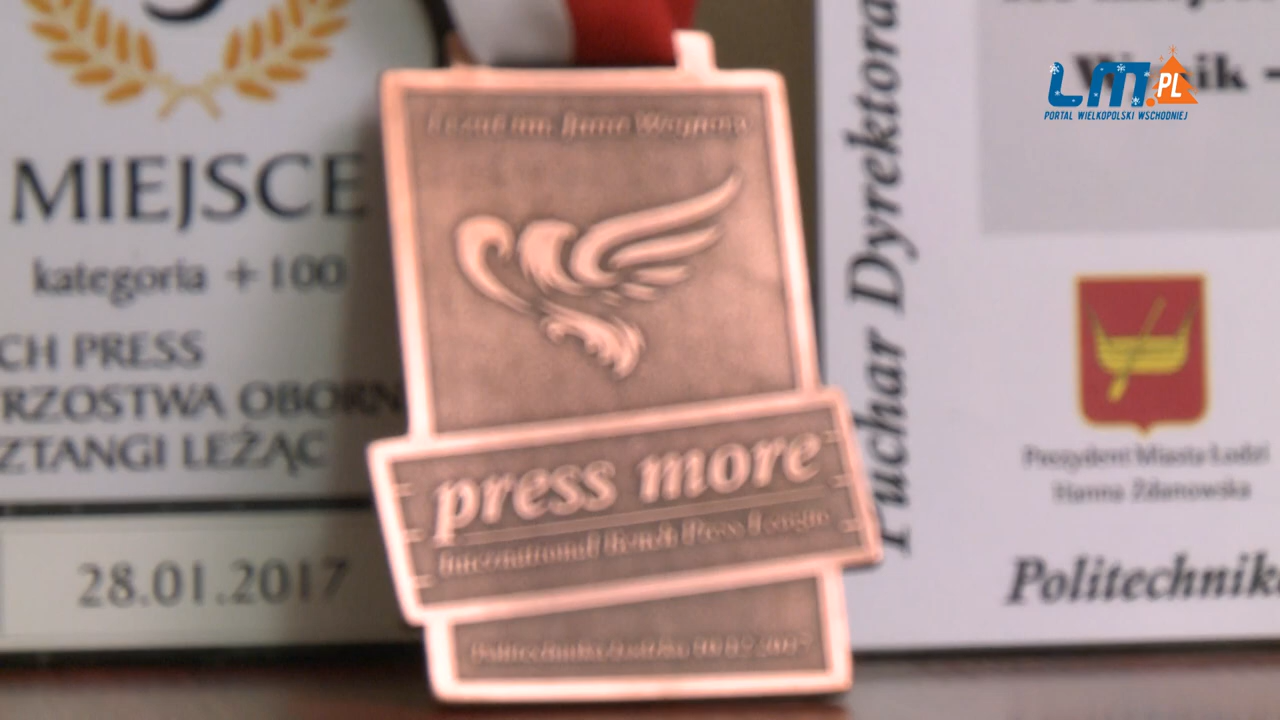 MIEJSCE
kategoria +100
CH PRESS
RZOSTWA OBORN
ZTANGI LEŻĄC
28.01.2017
press more
International Bench Press League
Puchar Dyrektora
LM.PL
PORTAL WIELKOPOLSKI WSCHODNIEJ
Prezydent Miasta Łodzi
Hanna Zdanowska
Politechnik